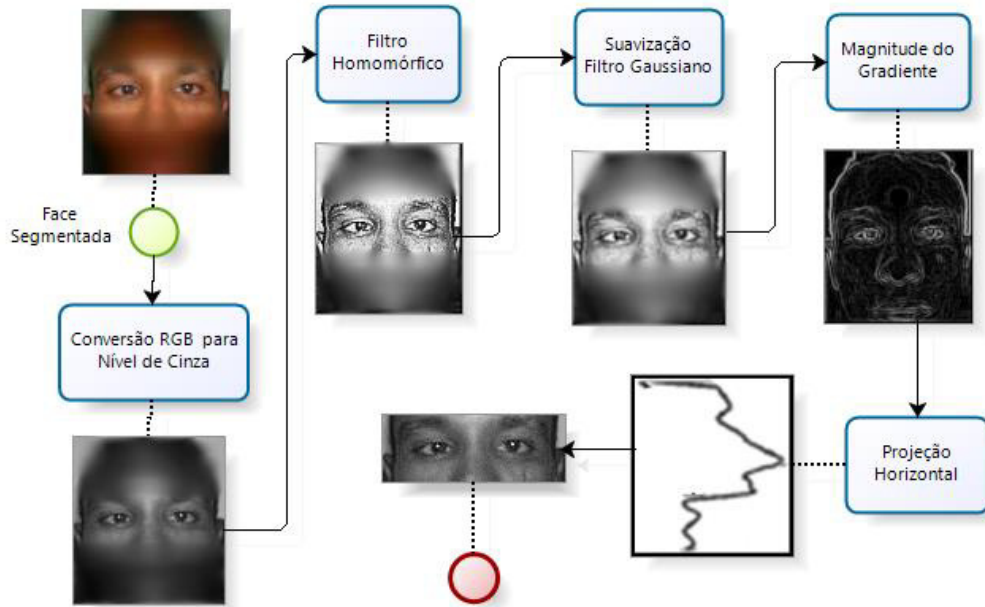 Face
Segmentada
Conversão RGB para
Nível de Cinza
Filtro
Homomórfico
Suavização
Filtro Gaussiano
Magnitude do
Gradiente
Projeção
Horizontal